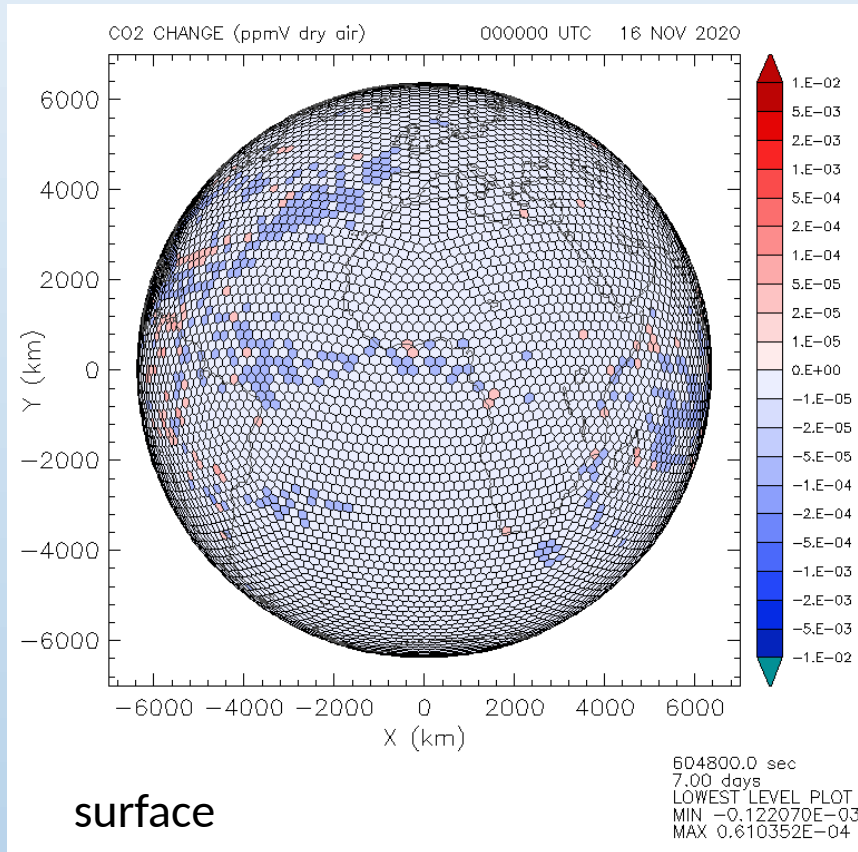 CO2 CHANGE (ppmV dry air) 000000 UTC 16 NOV 2020
6000
4000
2000
0
−2000
−4000
−6000
Y (km)
−6000 −4000 −2000 0 2000 4000 6000
X (km)
1.E−02
5.E−03
2.E−03
1.E−03
5.E−04
2.E−04
1.E−04
5.E−05
2.E−05
1.E−05
0.E+00
−1.E−05
−2.E−05
−5.E−05
−1.E−04
−2.E−04
−5.E−04
−1.E−03
−2.E−03
−5.E−03
−1.E−02
604800.0 sec
7.00 days
LOWEST LEVEL PLOT
MIN −0.122070E−03
MAX 0.610352E−04
surface